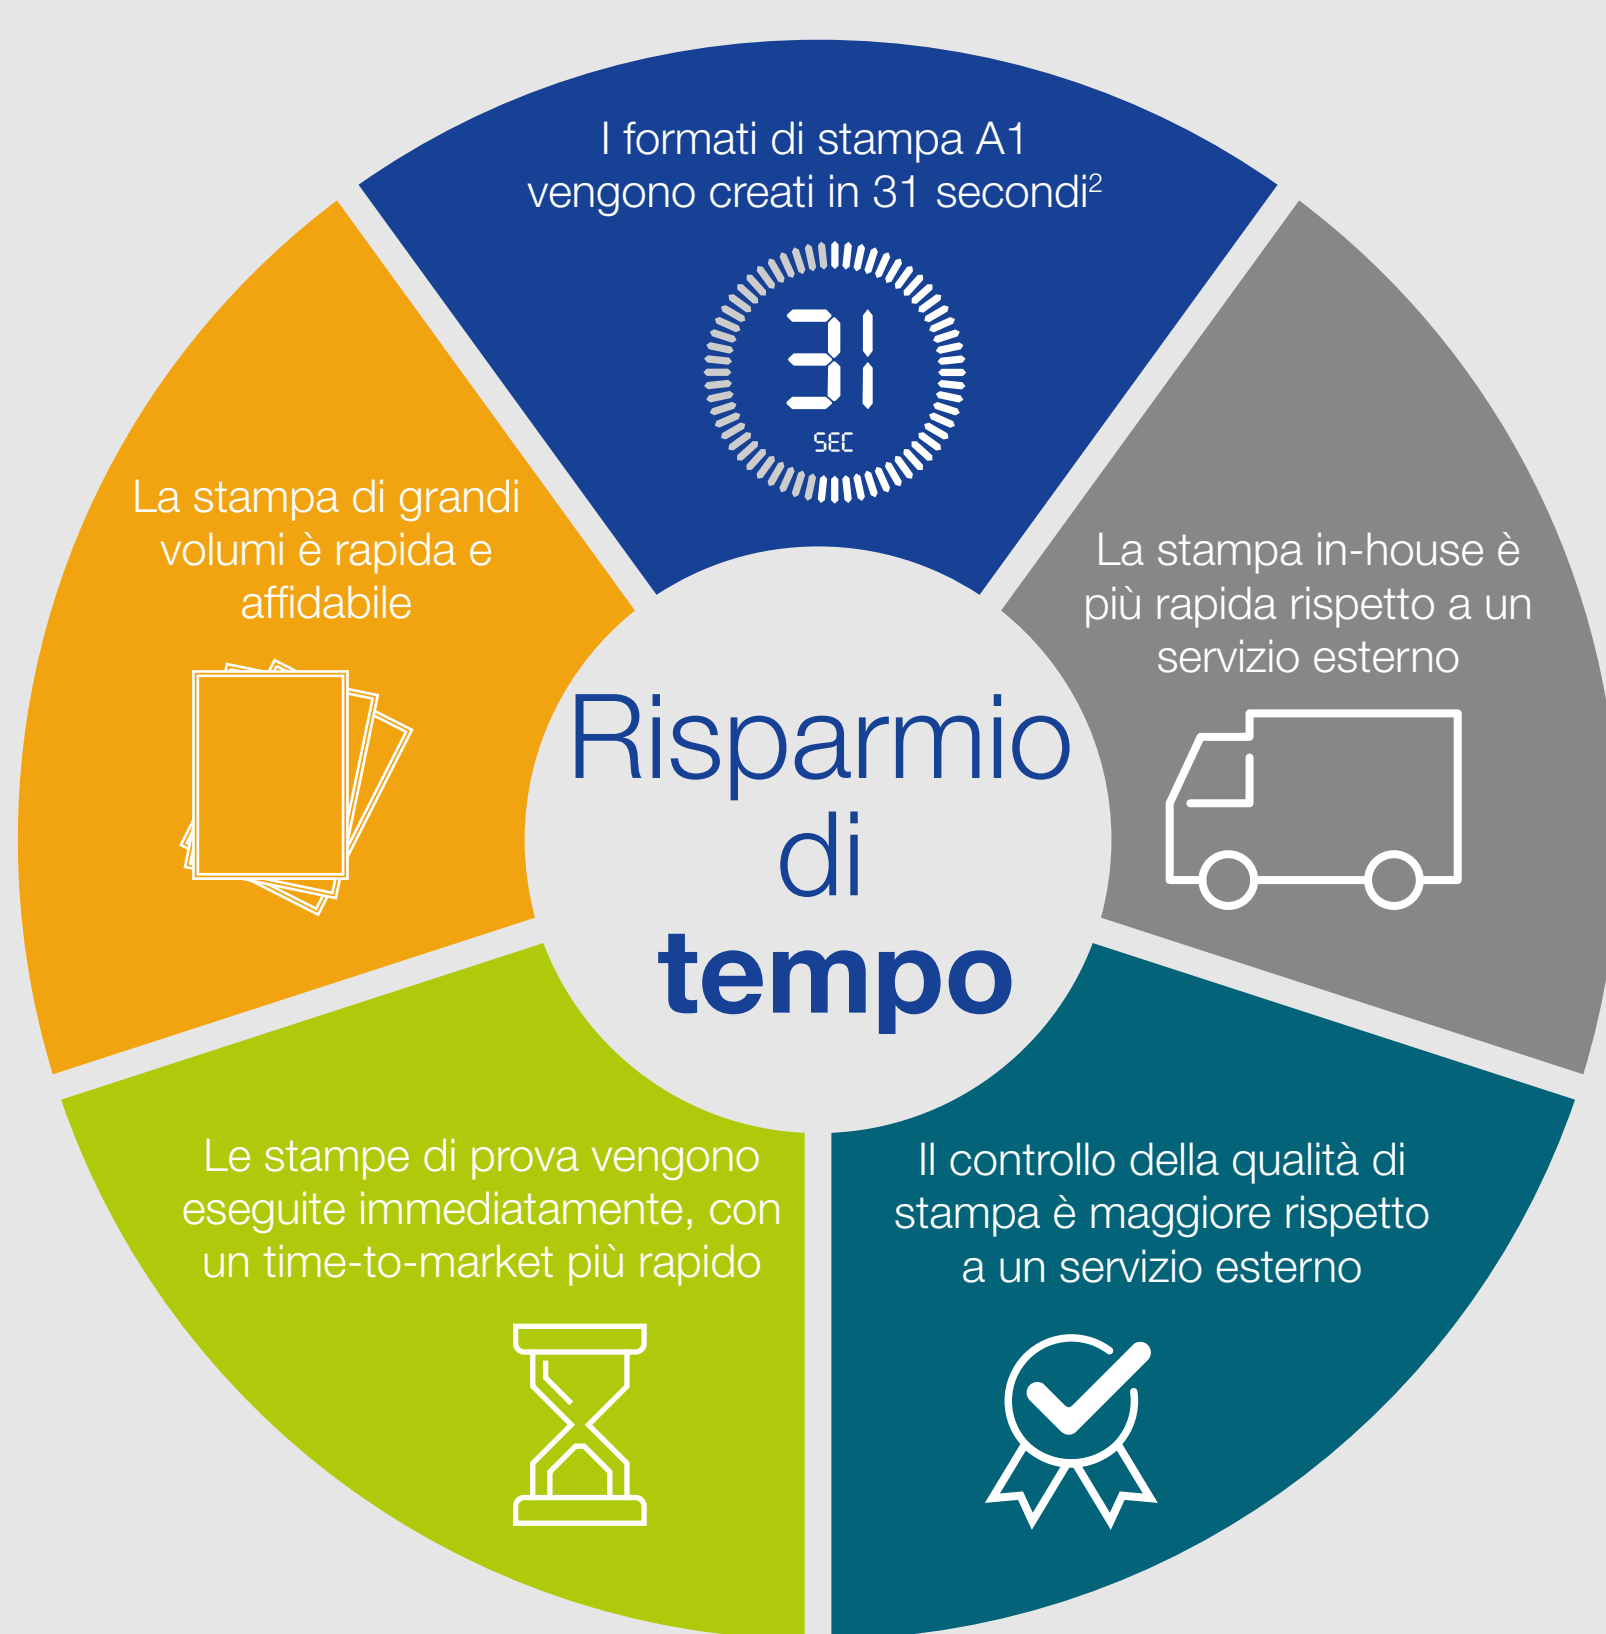 I formati di stampa A1
vengono creati in 31 secondi²
31
SEC
La stampa in-house è
più rapida rispetto a un
servizio esterno
Il controllo della qualità di
stampa è maggiore rispetto
a un servizio esterno
Le stampe di prova vengono
eseguite immediatamente, con
un time-to-market più rapido
La stampa di grandi
volumi è rapida e
affidabile
Risparmio
di
tempo